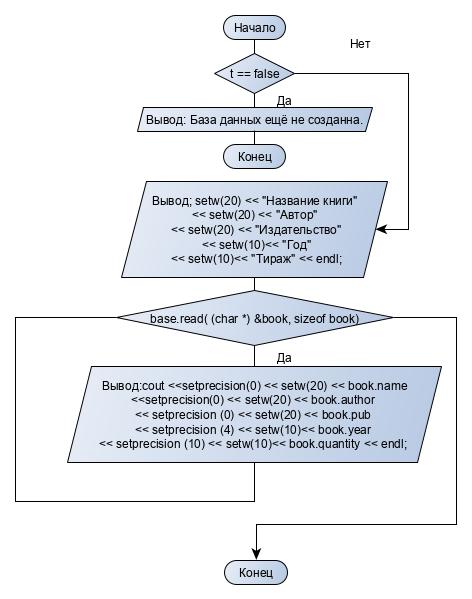 Начало
Нет
t == false
Да
Вывод: База данных ещё не созданна.
Конец
Вывод; setw(20) << "Название книги"
<< setw(20) << "Автор"
<< setw(20) << "Издательство"
<< setw(10)<< "Год"
<< setw(10)<< "Тираж" << endl;
base.read( (char *) &book, sizeof book)
Да
Вывод:cout <<setprecision(0) << setw(20) << book.name
<<setprecision(0) << setw(20) << book.author
<< setprecision (0) << setw(20) << book.pub
<< setprecision (4) << setw(10)<< book.year
<< setprecision (10) << setw(10)<< book.quantity << endl;
Конец